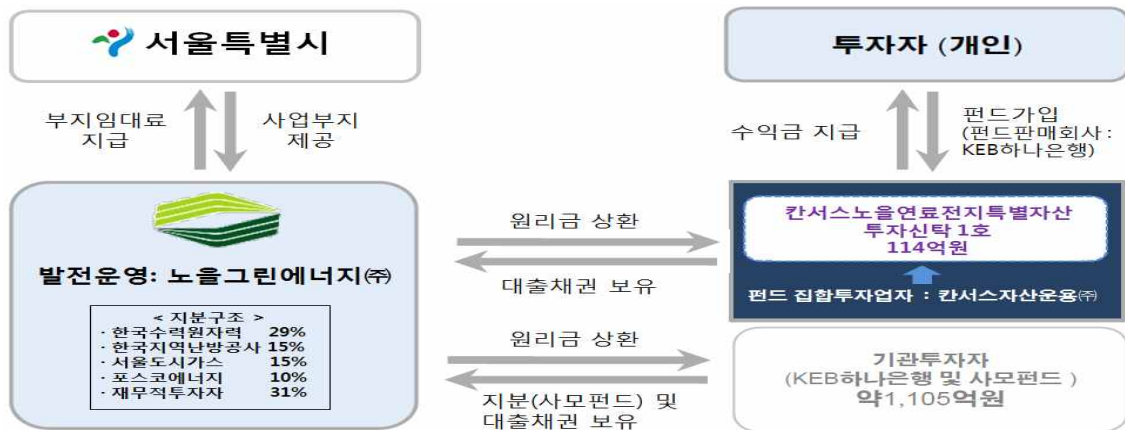 서울특별시
투자자 (개인)
부지임대료
지급
사업부지
제공
수익금 지급
펀드가입
(펀드판매회사 :
KEB하나은행)
발전운영: 노을그린에너지㈜
< 지분구조 >
· 한국수력원자력 29%
· 한국지역난방공사 15%
· 서울도시가스 15%
· 포스코에너지 10%
· 재무적투자자 31%
원리금 상환
대출채권 보유
칸서스노을연료전지특별자산
투자신탁 1호
114억원
펀드 집합투자업자 : 칸서스자산운용㈜
원리금 상환
지분(사모펀드) 및
대출채권 보유
기관투자자
(KEB하나은행 및 사모펀드 )
약1,105억원